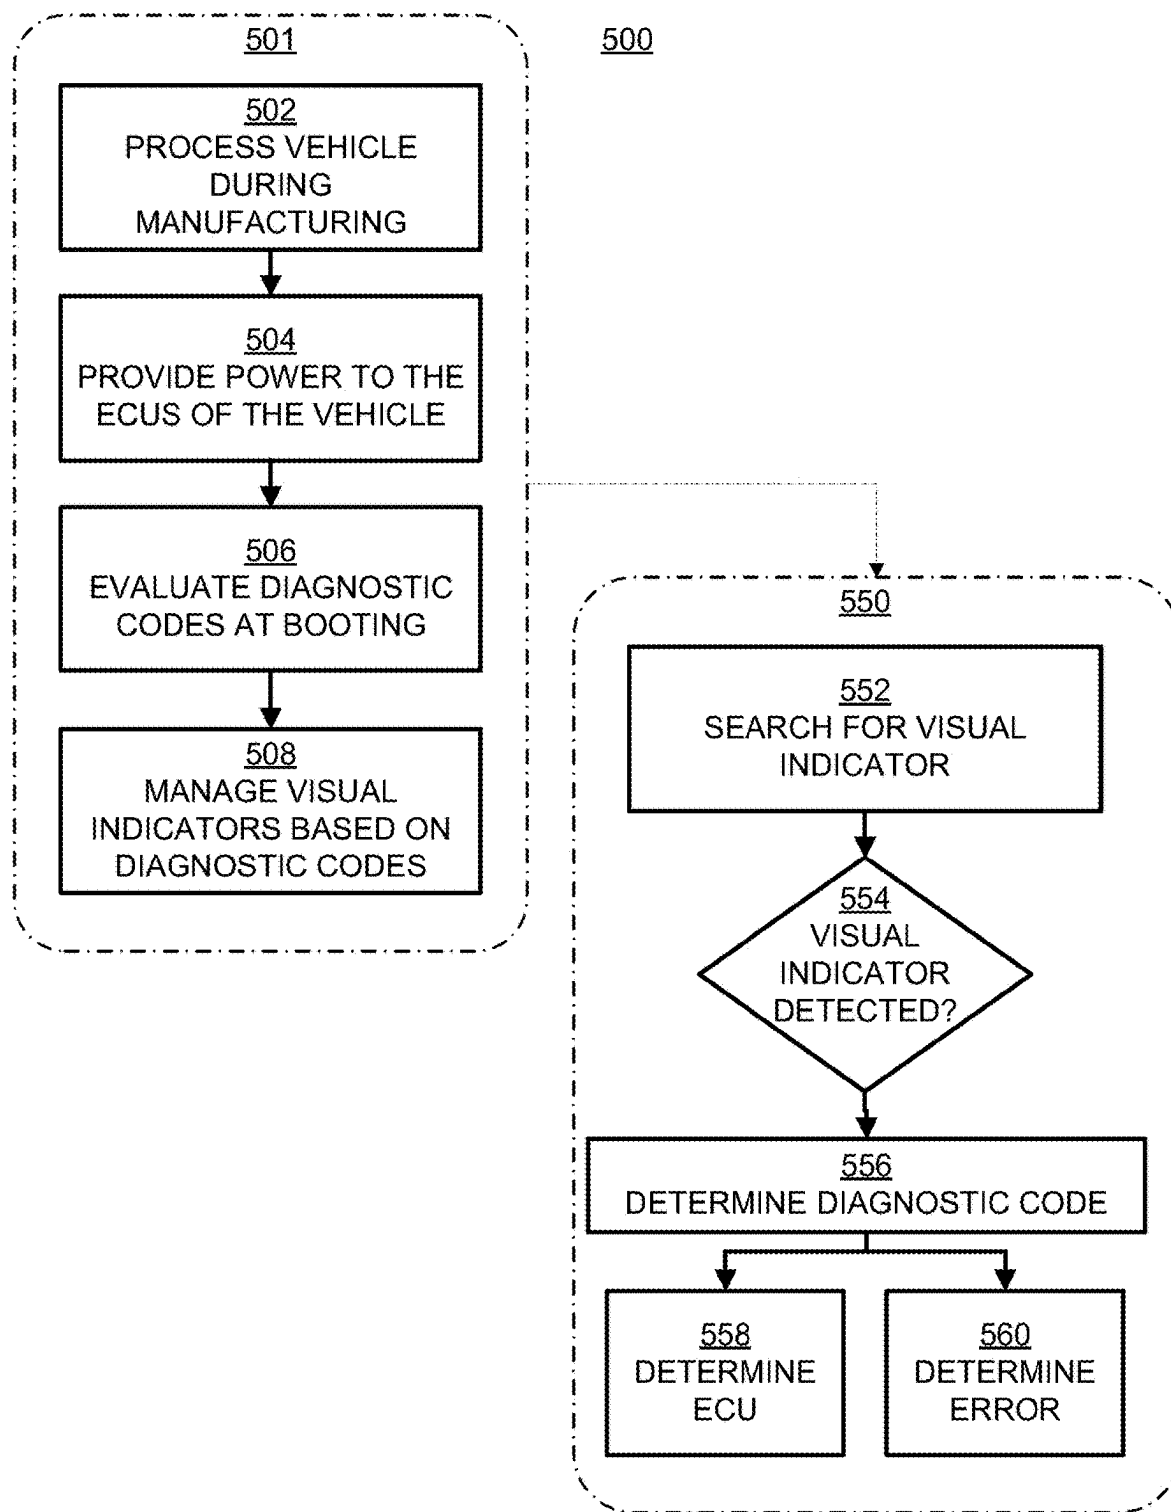 501
500
502
PROCESS VEHICLE
DURING
MANUFACTURING
504
PROVIDE POWER TO THE
ECUS OF THE VEHICLE
506
EVALUATE DIAGNOSTIC
CODES AT BOOTING
508
MANAGE VISUAL
INDICATORS BASED ON
DIAGNOSTIC CODES
550
552
SEARCH FOR VISUAL
INDICATOR
554
VISUAL
INDICATOR
DETECTED?
556
DETERMINE DIAGNOSTIC CODE
558
DETERMINE
ECU
560
DETERMINE
ERROR